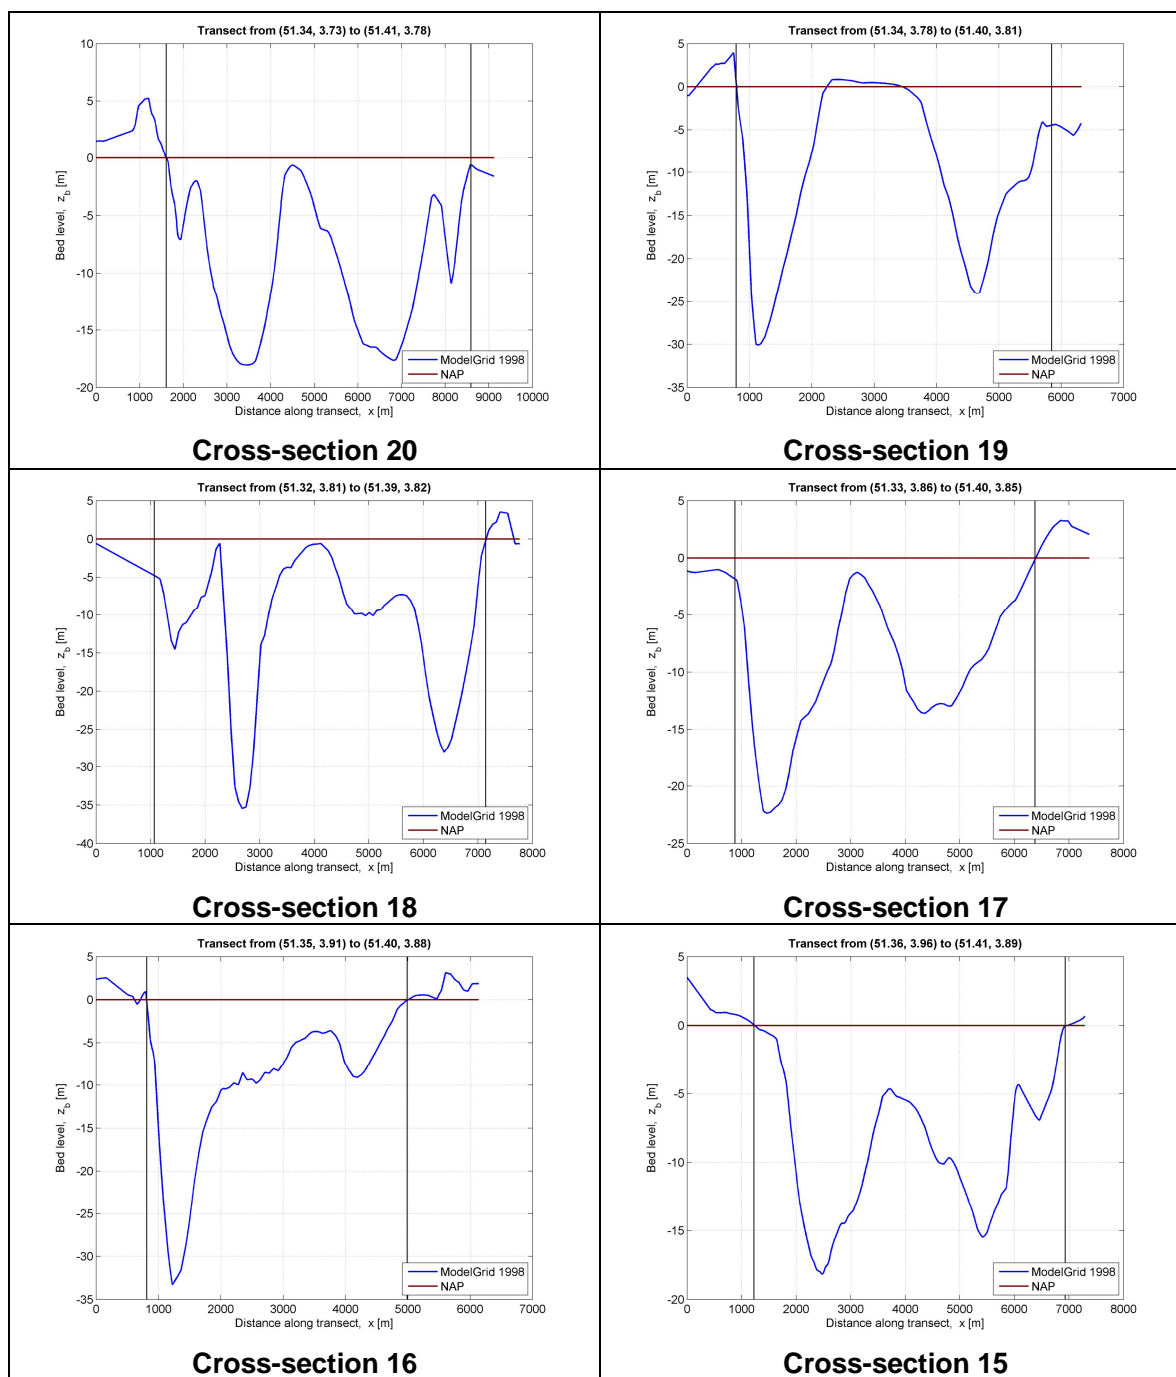 Transect from (51.34, 3.73) to (51.41, 3.78)
10
5
0
-5
-10
-15
-20
Bed level, z_b [m]
0 1000 2000 3000 4000 5000 6000 7000 8000 9000 10000
Distance along transect, x [m]
ModelGrid 1998
NAP
Cross-section 20
Transect from (51.34, 3.78) to (51.40, 3.81)
5
0
-5
-10
-15
-20
-25
-30
-35
Bed level, z_b [m]
0 1000 2000 3000 4000 5000 6000 7000
Distance along transect, x [m]
ModelGrid 1998
NAP
Cross-section 19
Transect from (51.32, 3.81) to (51.39, 3.82)
5
0
-5
-10
-15
-20
-25
-30
-35
-40
Bed level, z_b [m]
0 1000 2000 3000 4000 5000 6000 7000 8000
Distance along transect, x [m]
ModelGrid 1998
NAP
Cross-section 18
Transect from (51.33, 3.86) to (51.40, 3.85)
5
0
-5
-10
-15
-20
-25
Bed level, z_b [m]
0 1000 2000 3000 4000 5000 6000 7000 8000
Distance along transect, x [m]
ModelGrid 1998
NAP
Cross-section 17
Transect from (51.35, 3.91) to (51.40, 3.88)
5
0
-5
-10
-15
-20
-25
-30
-35
Bed level, z_b [m]
0 1000 2000 3000 4000 5000 6000 7000
Distance along transect, x [m]
ModelGrid 1998
NAP
Cross-section 16
Transect from (51.36, 3.96) to (51.41, 3.89)
5
0
-5
-10
-15
-20
Bed level, z_b [m]
0 1000 2000 3000 4000 5000 6000 7000 8000
Distance along transect, x [m]
ModelGrid 1998
NAP
Cross-section 15